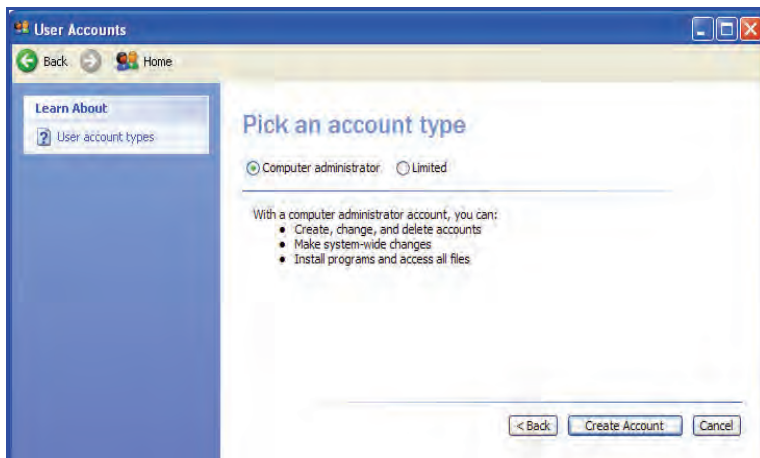 User Accounts
Back Home
Learn About
? User account types
Pick an account type
Computer administrator Limited
With a computer administrator account, you can:
• Create, change, and delete accounts
• Make system-wide changes
• Install programs and access all files
< Back Create Account Cancel